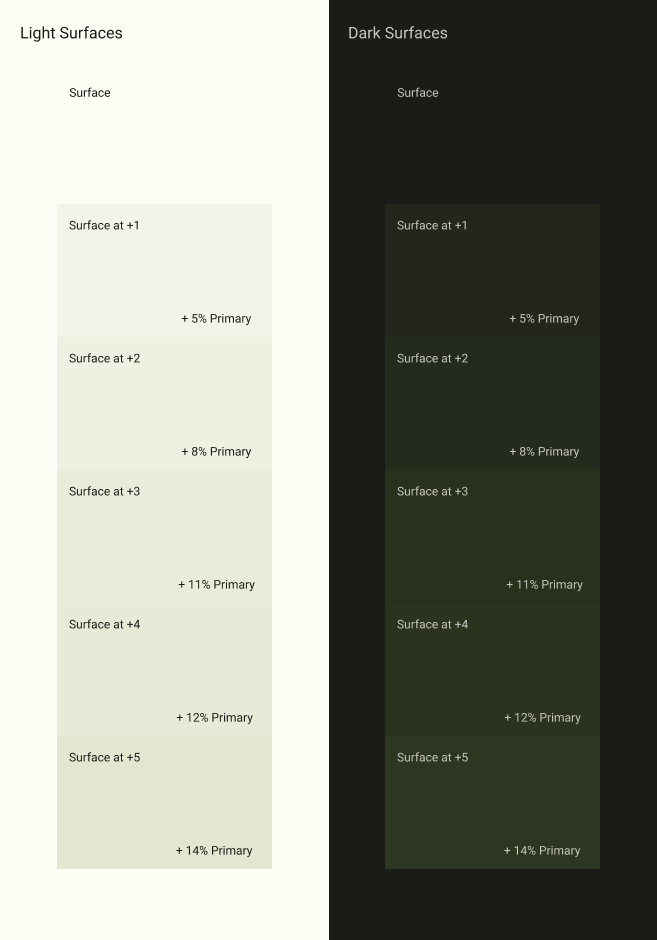 Light Surfaces
Surface
Surface at +1
+ 5% Primary
Surface at +2
+ 8% Primary
Surface at +3
+ 11% Primary
Surface at +4
+ 12% Primary
Surface at +5
+ 14% Primary
Dark Surfaces
Surface
Surface at +1
+ 5% Primary
Surface at +2
+ 8% Primary
Surface at +3
+ 11% Primary
Surface at +4
+ 12% Primary
Surface at +5
+ 14% Primary